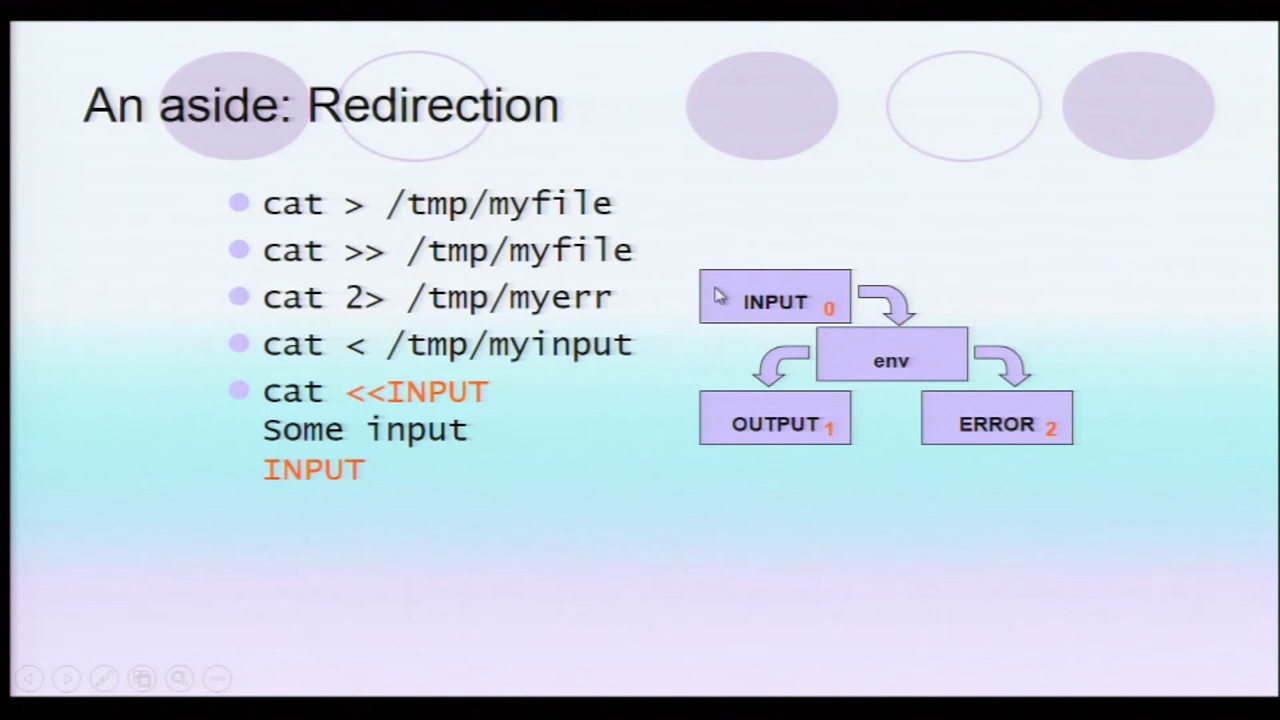 An aside: Redirection
cat > /tmp/myfile
cat >> /tmp/myfile
cat 2> /tmp/myerr
cat < /tmp/myinput
cat <<INPUT
Some input
INPUT
INPUT 0
env
OUTPUT 1
ERROR 2